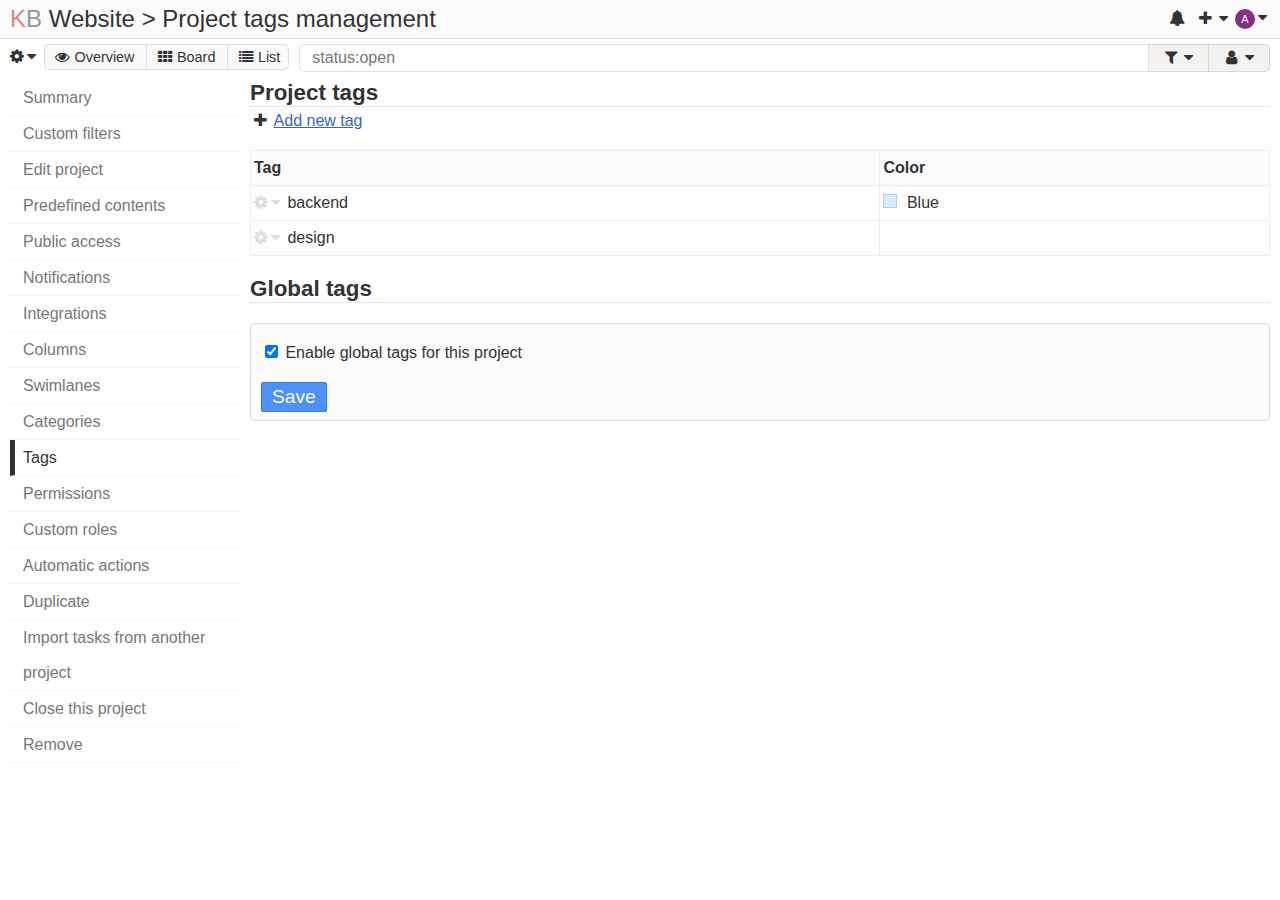 KB Website > Project tags management
A
Overview Board List status:open
Summary
Custom filters
Edit project
Predefined contents
Public access
Notifications
Integrations
Columns
Swimlanes
Categories
Tags
Permissions
Custom roles
Automatic actions
Duplicate
Import tasks from another
project
Close this project
Remove
Project tags
Add new tag
Tag Color
backend Blue
design
Global tags
Enable global tags for this project
Save